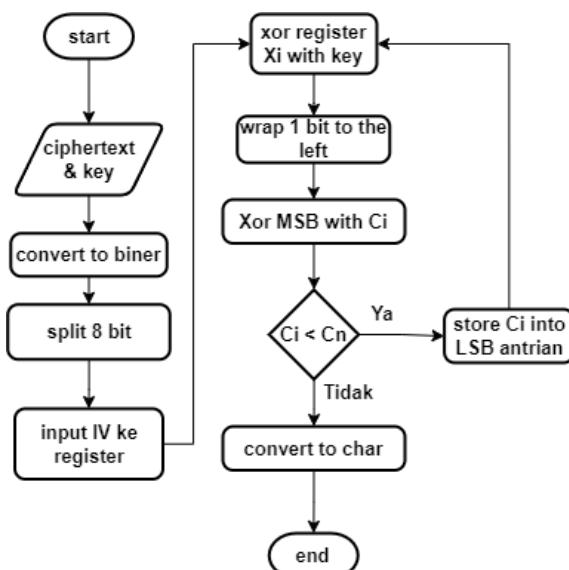 start
ciphertext
& key
convert to biner
split 8 bit
input IV ke
register
xor register
Xi with key
wrap 1 bit to the
left
Xor MSB with Ci
Ci < Cn
Ya
store Ci into
LSB antrian
Tidak
convert to char
end